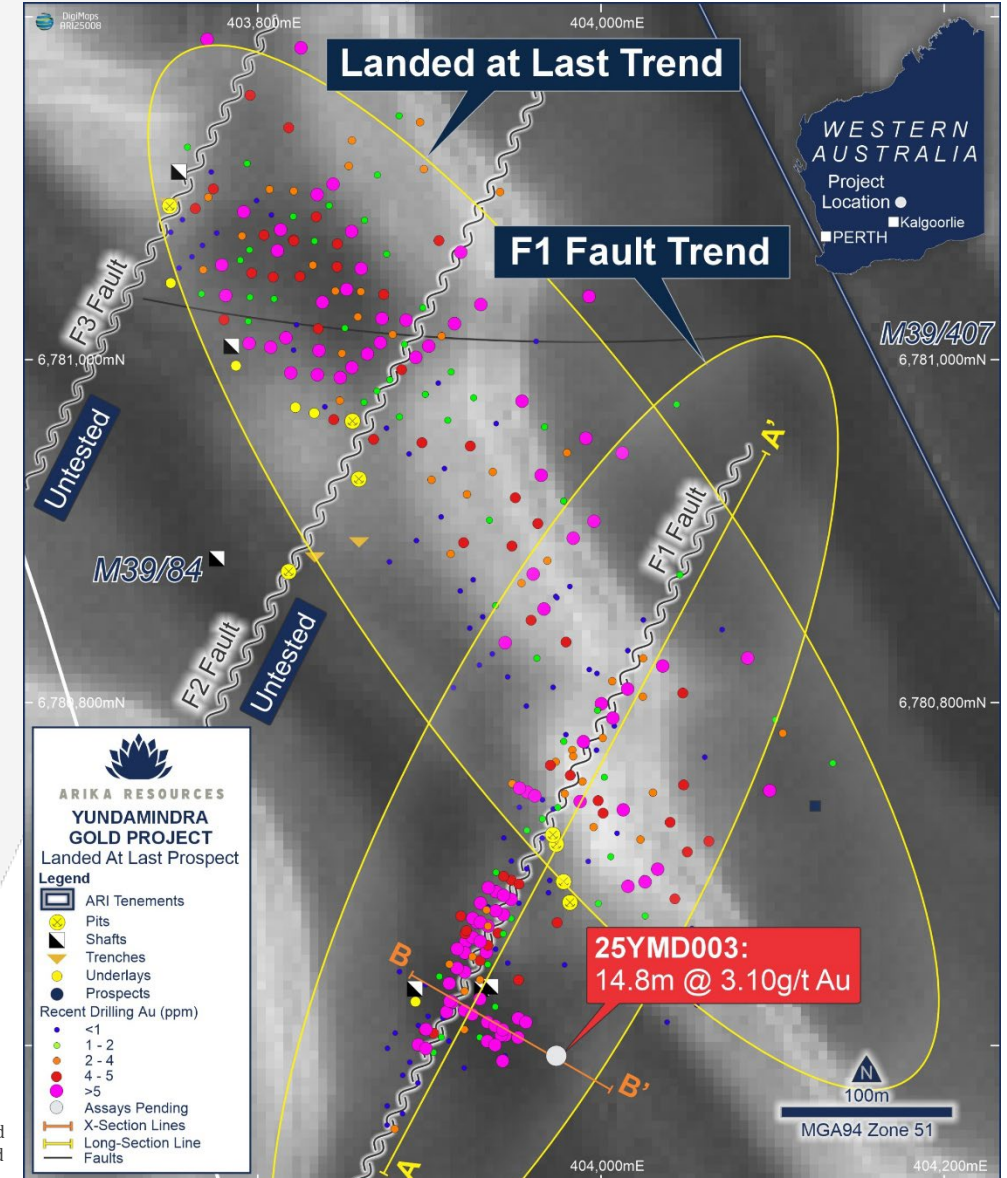 DigiMaps
ARI25008
403,800mE
404,000mE
Landed at Last Trend
WESTERN
AUSTRALIA
Project
Location
Kalgoorlie
PERTH
F1 Fault Trend
F3 Fault
M39/407
6,781,000mN
6,781,000mN
A'
Untested
F1 Fault
M39/84
F2 Fault
Untested
6,780,800mN
6,780,800mN
ARIKA RESOURCES
YUNDAMINDRA
GOLD PROJECT
Landed At Last Prospect
Legend
ARI Tenements
Pits
Shafts
Trenches
Underlays
Prospects
Recent Drilling Au (ppm)
<1
1 - 2
2 - 4
4 - 5
>5
Assays Pending
X-Section Lines
Long-Section Line
Faults
B
25YMD003:
14.8m @ 3.10g/t Au
B'
N
100m
MGA94 Zone 51
A
404,000mE
404,200mE
d
d